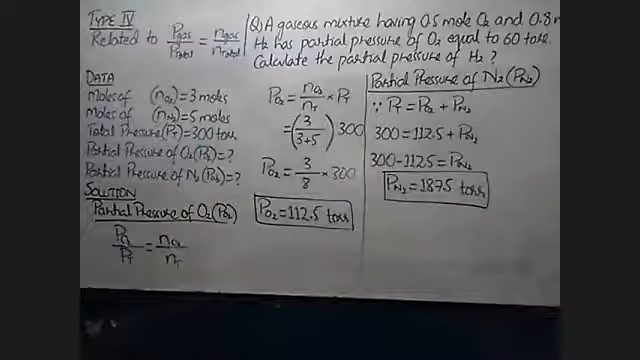 TYPE IV
Related to Pgas/PTotal = ngas/nTotal
Q) A gaseous mixture having 0.5 mole O2 and 0.8
H2 has partial pressure of O2 equal to 60 torr.
Calculate the partial pressure of H2 ?
DATA
Moles of (nO2) = 3 moles
Moles of (nN2) = 5 moles
Total Pressure (PT) = 300 torr
Partial Pressure of O2 (PO2) = ?
Partial Pressure of N2 (PN2) = ?
SOLUTION
Partial Pressure of O2 (PO2)
PO2/PT = nO2/nT
PO2 = nO2/nT × PT
= (3/3+5) 300
PO2 = 3/8 × 300
PO2 = 112.5 torr
Partial Pressure of N2 (PN2)
∵ PT = PO2 + PN2
300 = 112.5 + PN2
300 - 112.5 = PN2
PN2 = 187.5 torr